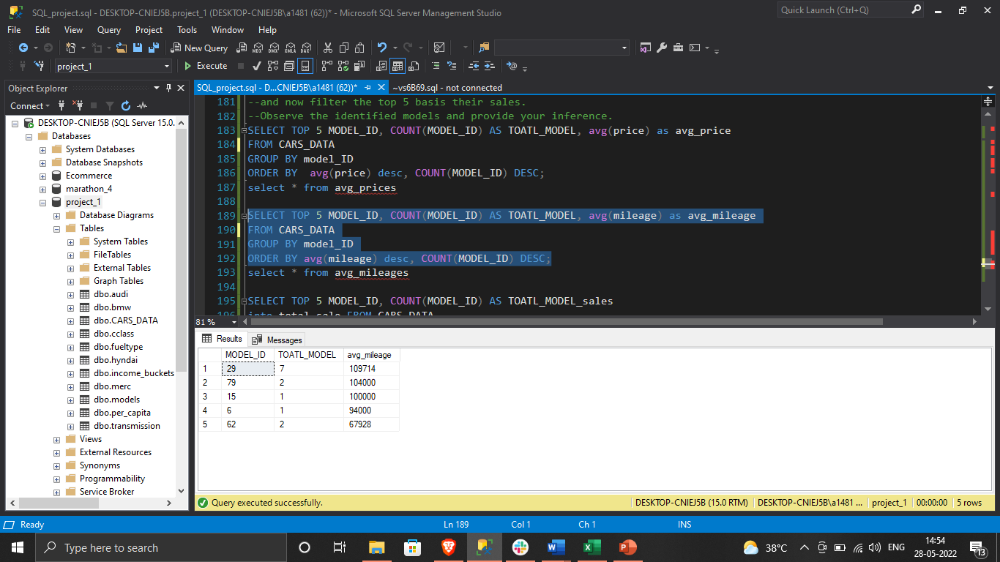 SQL_project.sql - DESKTOP-CNIEJ5B.project_1 (DESKTOP-CNIEJ5B\a1481 (62))* - Microsoft SQL Server Management Studio
Quick Launch (Ctrl+Q)
File Edit View Query Project Tools Window Help
New Query MDX DMX XMLA DAX
project_1 Execute
Object Explorer
Connect
DESKTOP-CNIEJ5B (SQL Server 15.0.
Databases
System Databases
Database Snapshots
Ecommerce
marathon_4
project_1
Database Diagrams
Tables
System Tables
FileTables
External Tables
Graph Tables
dbo.audi
dbo.bmw
dbo.CARS_DATA
dbo.cclass
dbo.fueltype
dbo.hyndai
dbo.income_buckets
dbo.merc
dbo.models
dbo.per_capita
dbo.transmission
Views
External Resources
Synonyms
Programmability
Service Broker
SQL_project.sql - D...CNIEJ5B\a1481 (62))* ~vs6B69.sql - not connected
181 --and now filter the top 5 basis their sales.
182 --Observe the identified models and provide your inference.
183 SELECT TOP 5 MODEL_ID, COUNT(MODEL_ID) AS TOATL_MODEL, avg(price) as avg_price
184 FROM CARS_DATA
185 GROUP BY model_ID
186 ORDER BY  avg(price) desc, COUNT(MODEL_ID) DESC;
187 select * from avg_prices
188
189 SELECT TOP 5 MODEL_ID, COUNT(MODEL_ID) AS TOATL_MODEL, avg(mileage) as avg_mileage
190 FROM CARS_DATA
191 GROUP BY model_ID
192 ORDER BY avg(mileage) desc, COUNT(MODEL_ID) DESC;
193 select * from avg_mileages
194
195 SELECT TOP 5 MODEL_ID, COUNT(MODEL_ID) AS TOATL_MODEL_sales
196 into total_sale FROM CARS_DATA
81 %
Results Messages
MODEL_ID TOATL_MODEL avg_mileage
1 29 7 109714
2 79 2 104000
3 15 1 100000
4 6 1 94000
5 62 2 67928
Query executed successfully. DESKTOP-CNIEJ5B (15.0 RTM) DESKTOP-CNIEJ5B\a1481 ... project_1 00:00:00 5 rows
Ready Ln 189 Col 1 Ch 1 INS
Type here to search
38°C ENG 14:54
28-05-2022
13